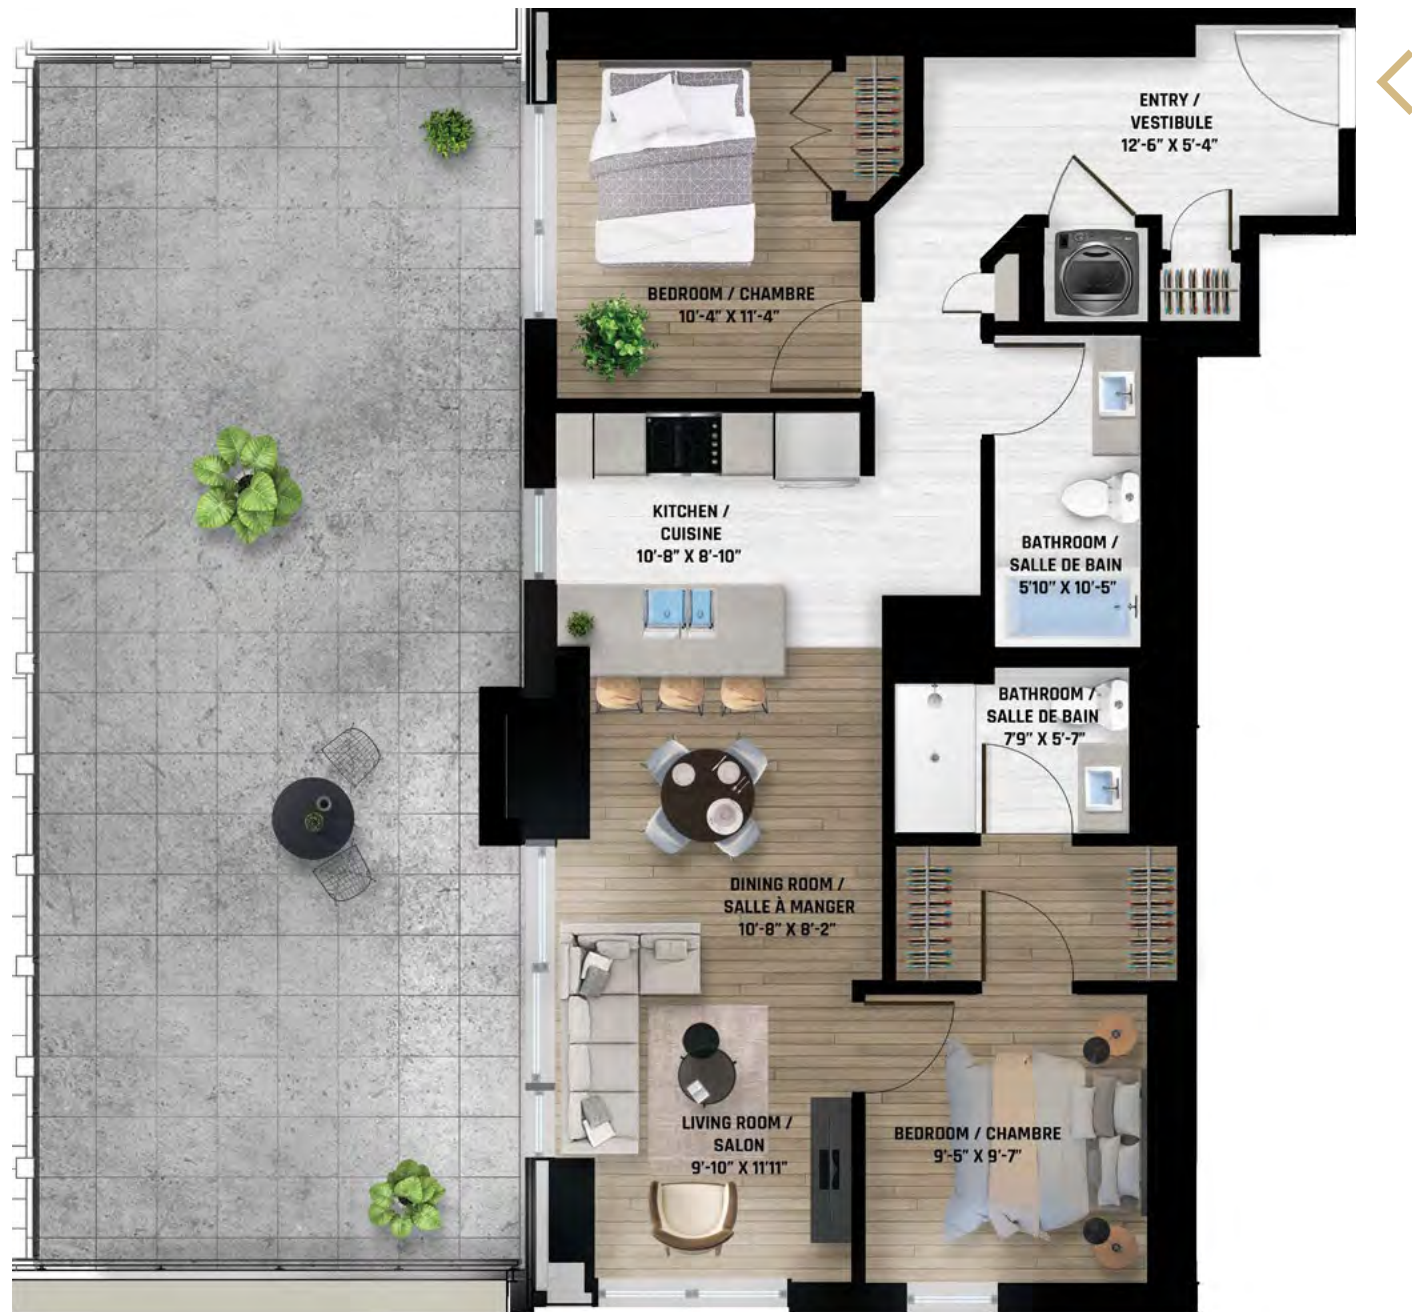 ENTRY /
VESTIBULE
12'-6" X 5'-4"
BEDROOM / CHAMBRE
10'-4" X 11'-4"
KITCHEN /
CUISINE
10'-8" X 8'-10"
BATHROOM /
SALLE DE BAIN
5'10" X 10'-5"
BATHROOM /
SALLE DE BAIN
7'9" X 5'-7"
DINING ROOM /
SALLE À MANGER
10'-8" X 8'-2"
LIVING ROOM /
SALON
9'-10" X 11'11"
BEDROOM / CHAMBRE
9'-5" X 9'-7"